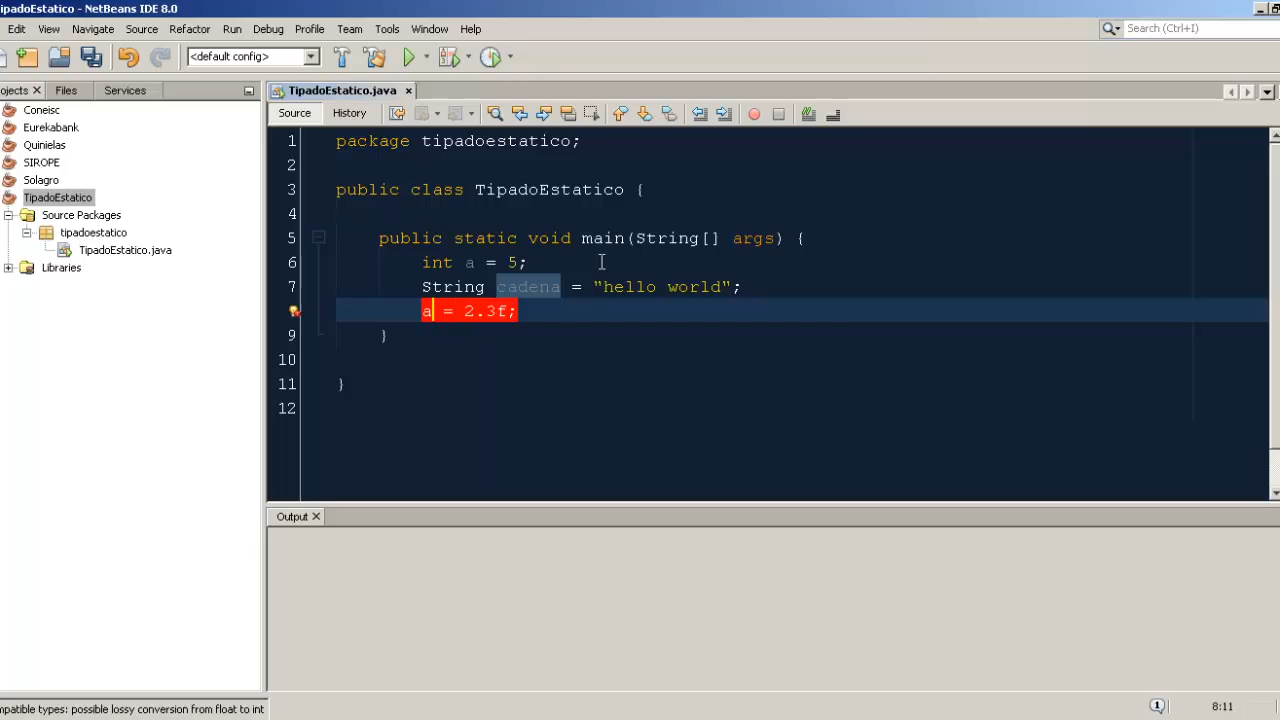 ipadoEstatico - NetBeans IDE 8.0
Edit View Navigate Source Refactor Run Debug Profile Team Tools Window Help
Search (Ctrl+I)
<default config>
ojects Files Services
TipadoEstatico.java
Coneisc
Eurekabank
Quinielas
SIROPE
Solagro
TipadoEstatico
Source Packages
tipadoestatico
TipadoEstatico.java
Libraries
Source History
1 package tipadoestatico;
2
3 public class TipadoEstatico {
4
5 public static void main(String[] args) {
6 int a = 5;
7 String cadena = "hello world";
a = 2.3f;
9 }
10
11 }
12
Output
mpatible types: possible lossy conversion from float to int
1
8:11